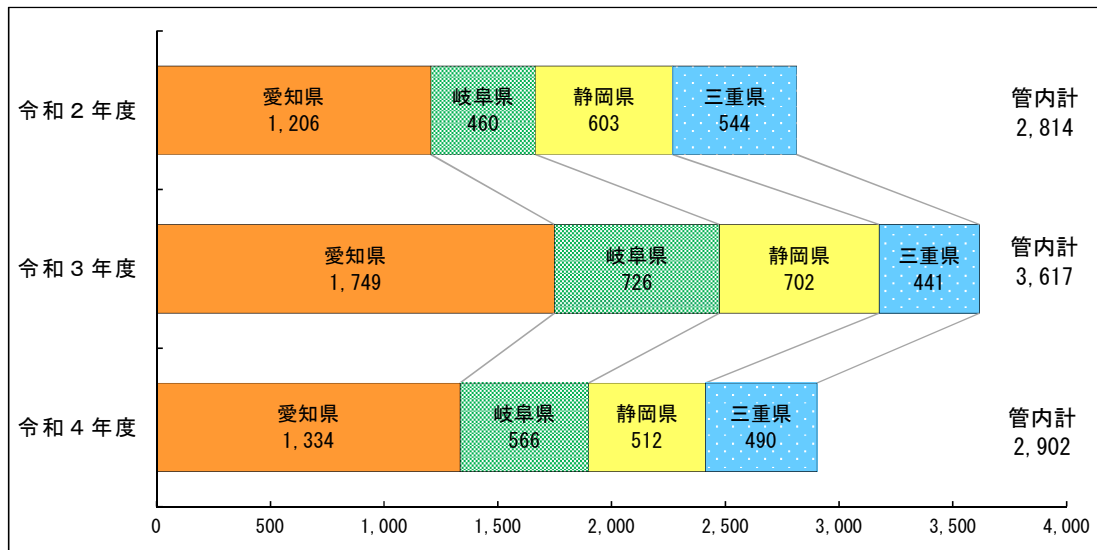 令和２年度
愛知県
1,206
岐阜県
460
静岡県
603
三重県
544
管内計
2,814
令和３年度
愛知県
1,749
岐阜県
726
静岡県
702
三重県
441
管内計
3,617
令和４年度
愛知県
1,334
岐阜県
566
静岡県
512
三重県
490
管内計
2,902
0 500 1,000 1,500 2,000 2,500 3,000 3,500 4,000